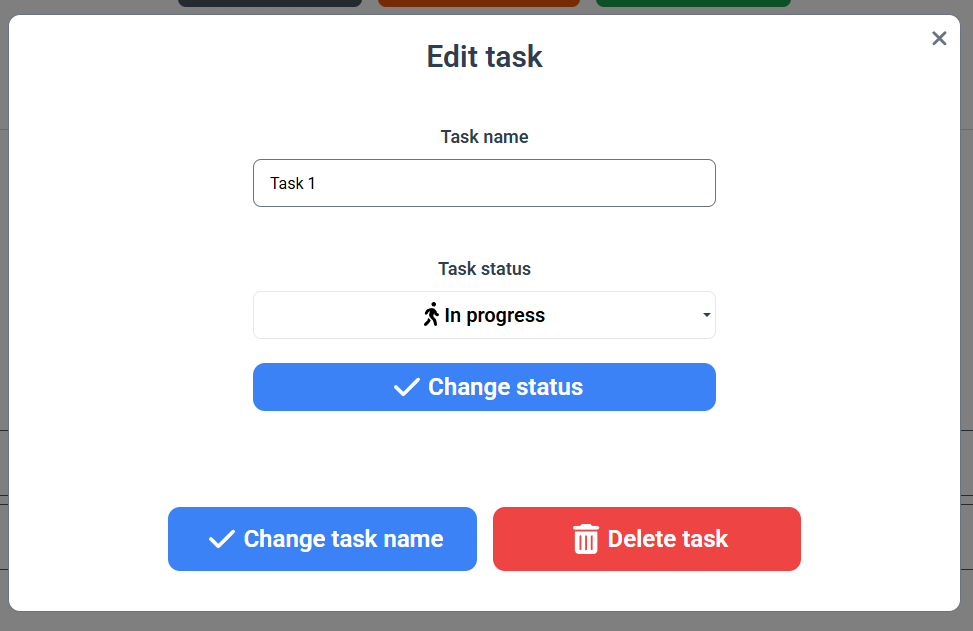 Edit task
Task name
Task 1
Task status
In progress
Change status
Change task name
Delete task